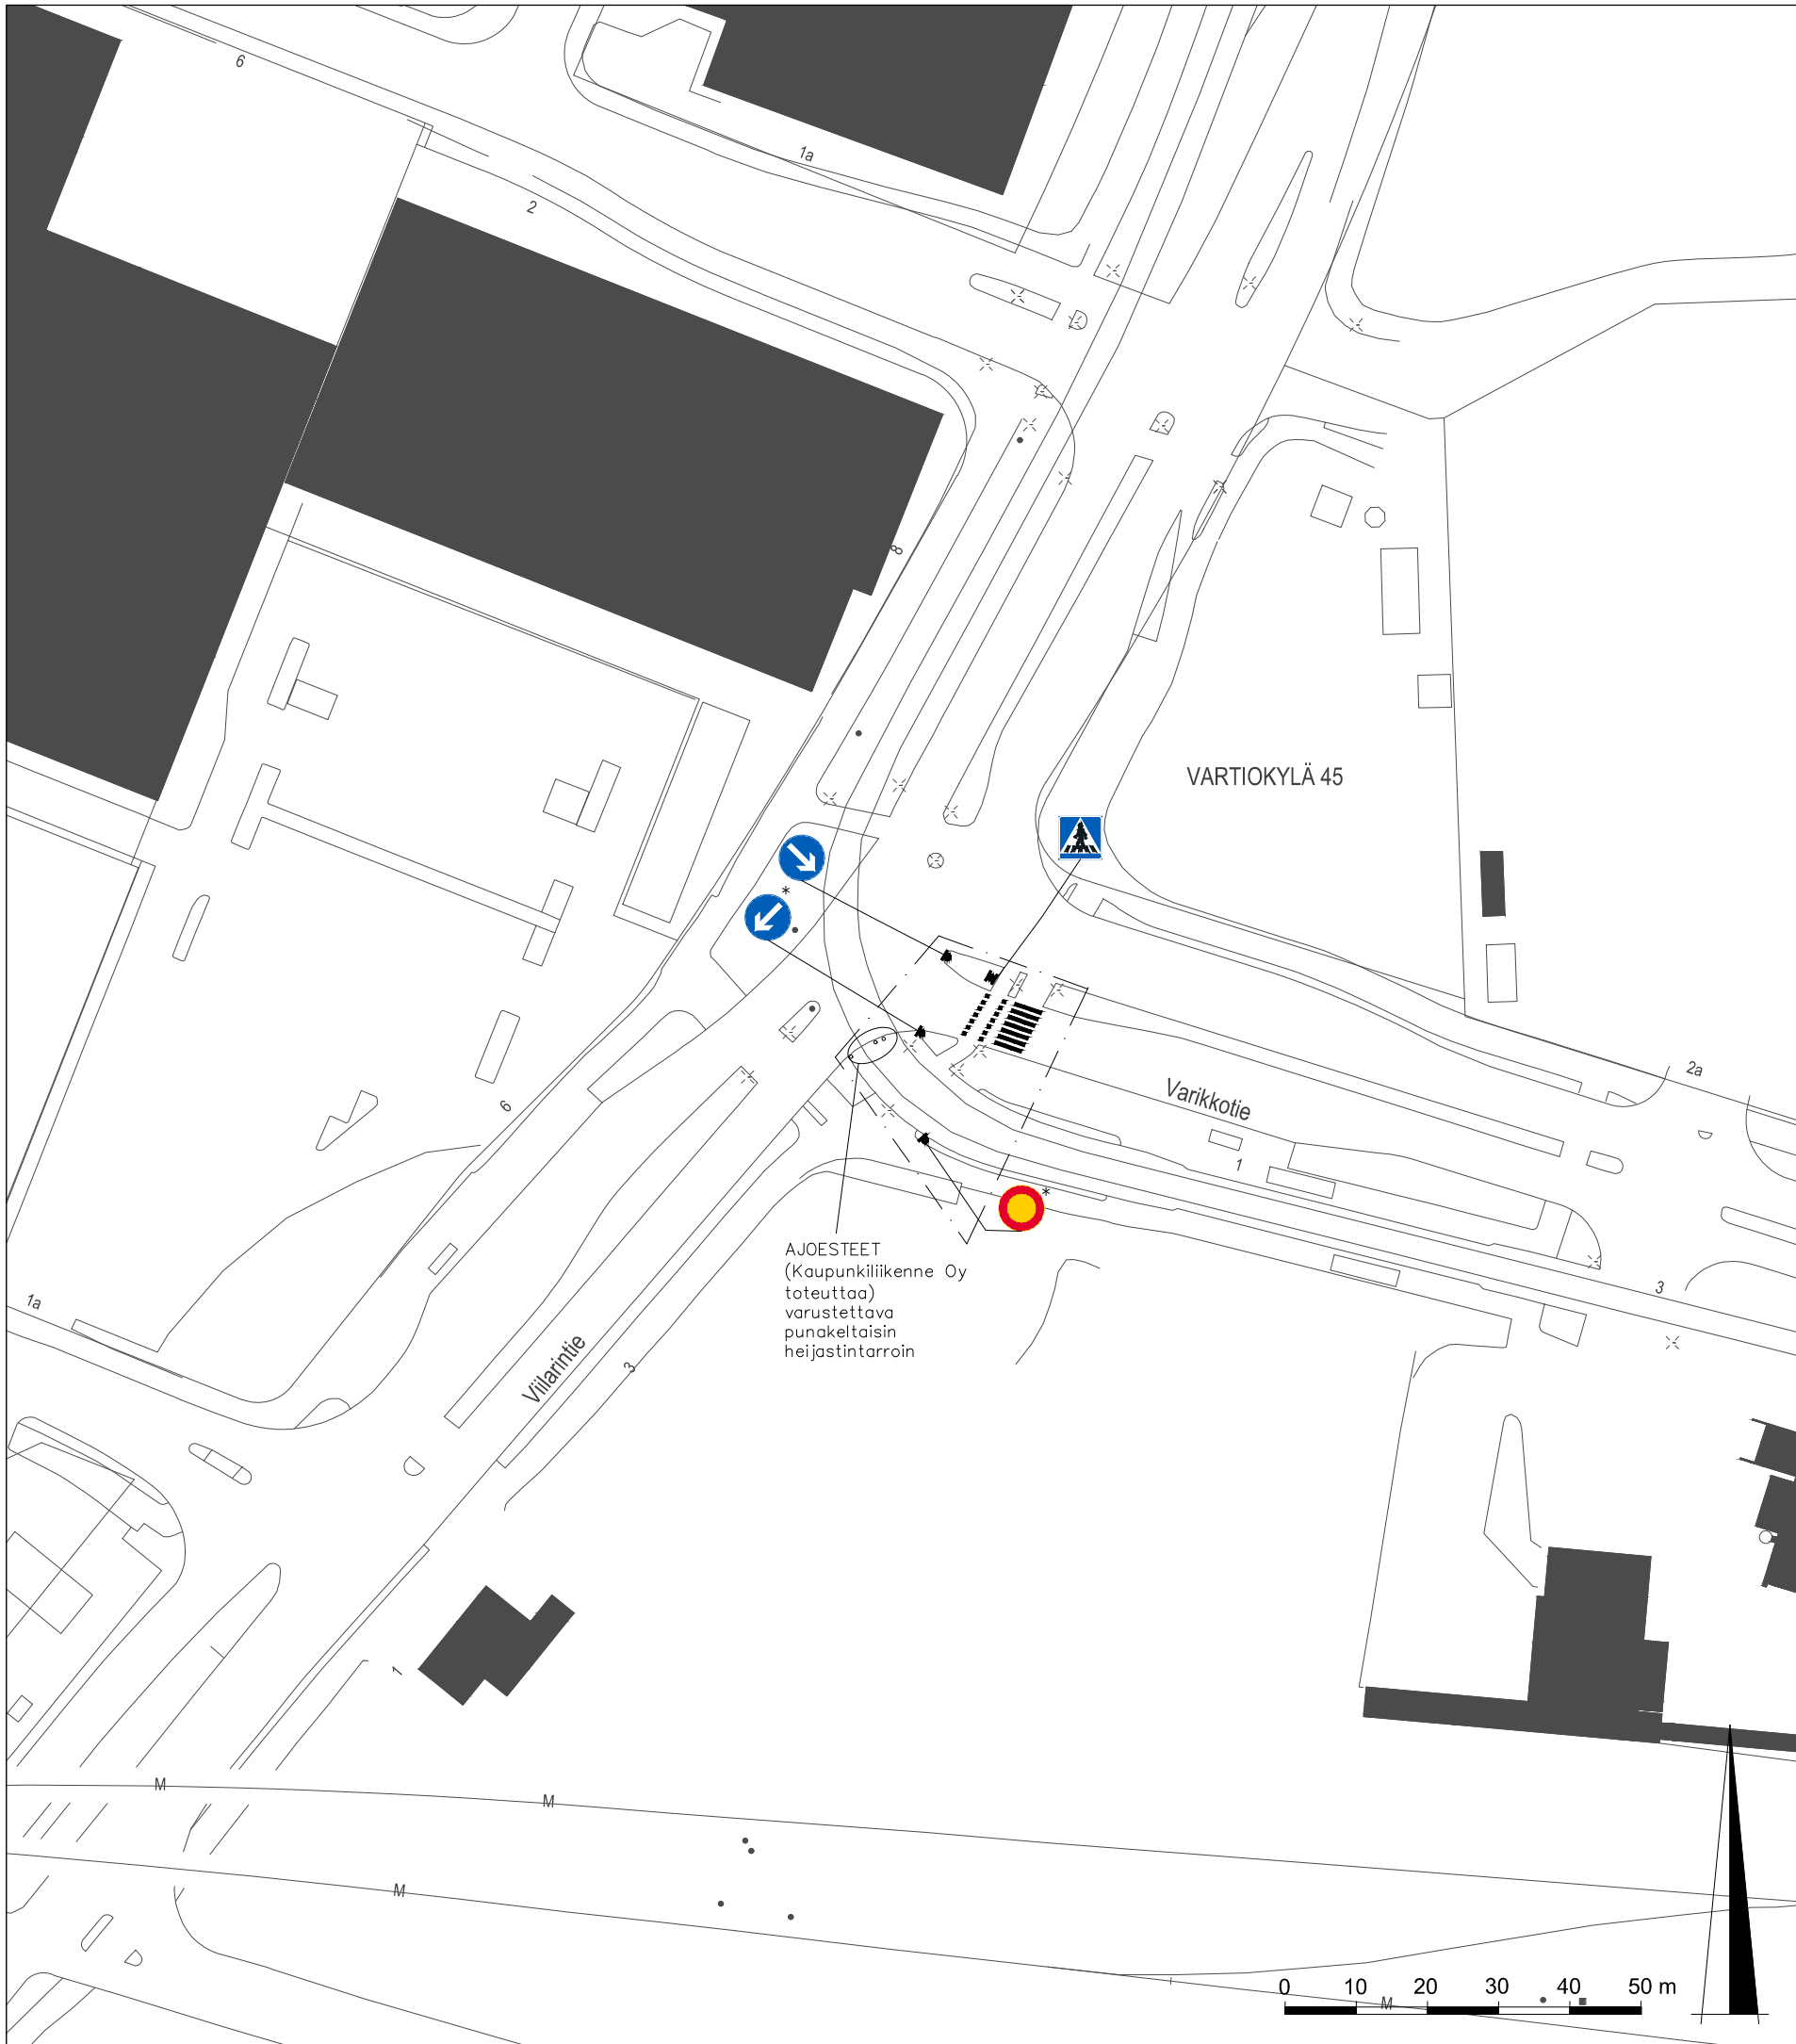 6
1a
2
8
VARTIOKYLÄ 45
*
2a
Varikkotie
6
1
*
AJOESTEET
(Kaupunkiliikenne Oy
toteuttaa)
varustettava
punakeltaisin
heijastintarroin
3
1a
Viilarintie
3
1
M
M
M
0 10 20 30 40 50 m
M